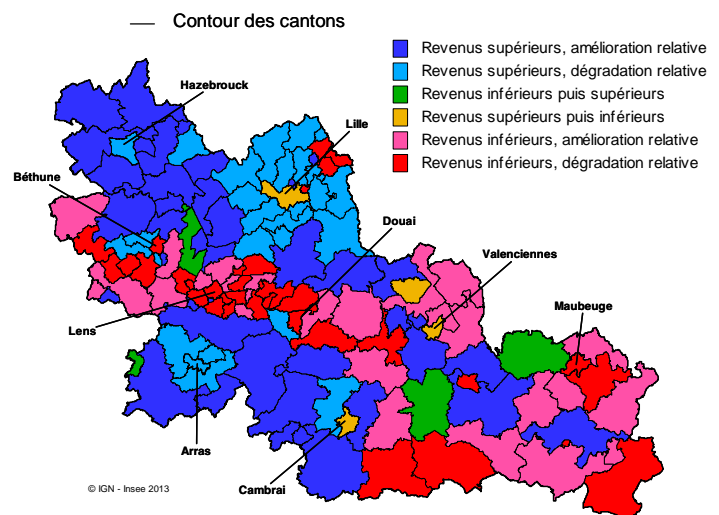 Contour des cantons
Revenus supérieurs, amélioration relative
Revenus supérieurs, dégradation relative
Revenus inférieurs puis supérieurs
Revenus supérieurs puis inférieurs
Revenus inférieurs, amélioration relative
Revenus inférieurs, dégradation relative
Hazebrouck
Lille
Béthune
Douai
Valenciennes
Maubeuge
Lens
Arras
Cambrai
© IGN - Insee 2013